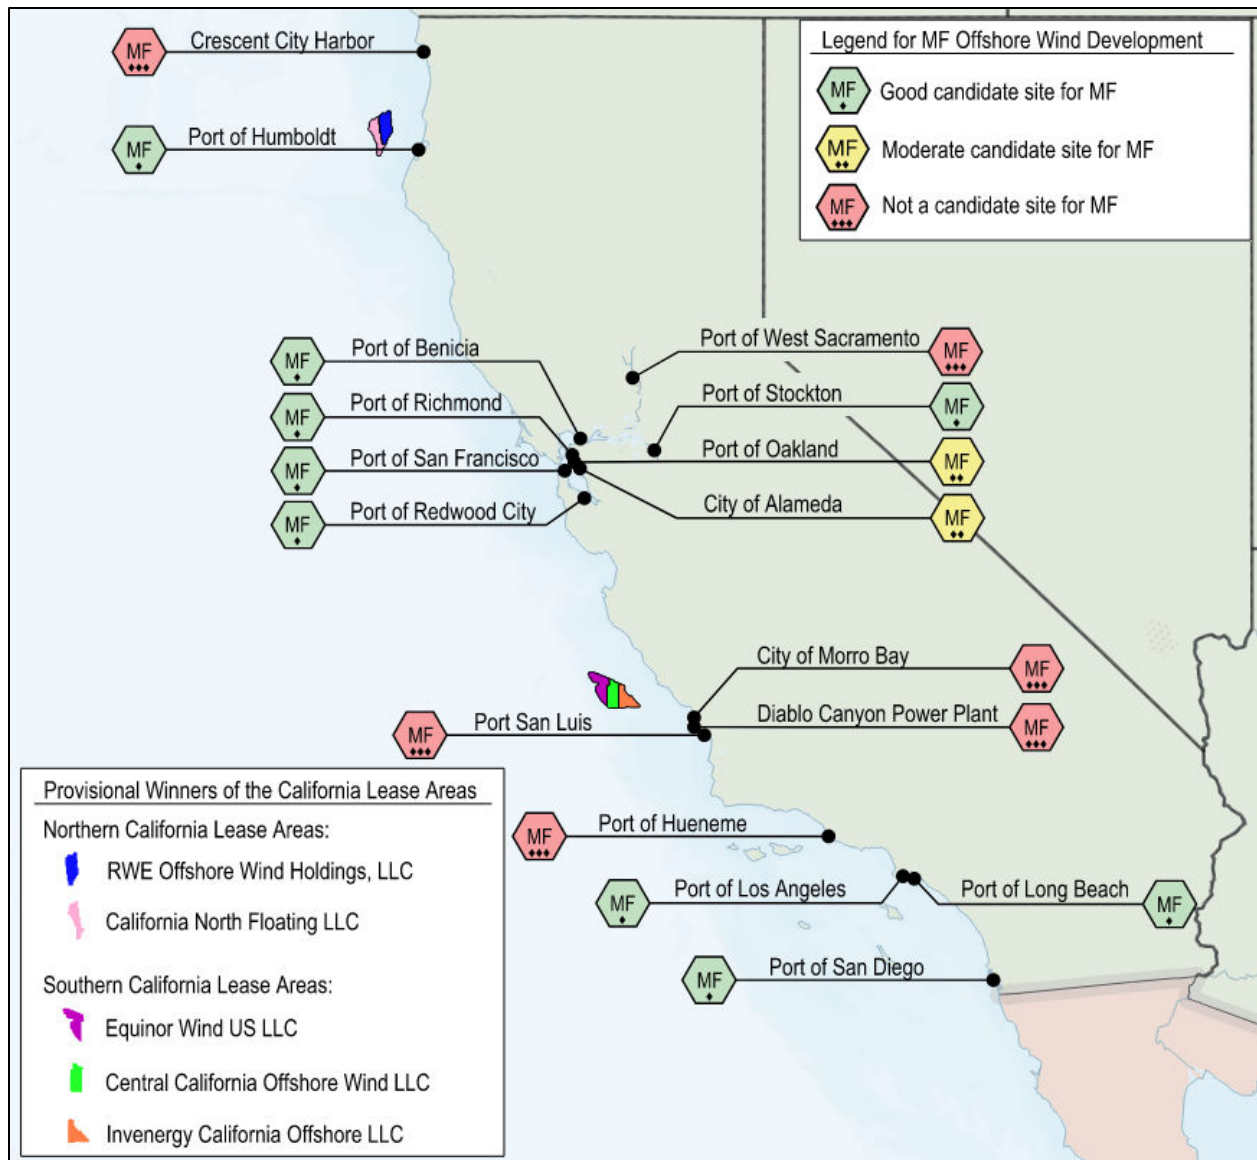 Crescent City Harbor
MF
Port of Humboldt
MF
Legend for MF Offshore Wind Development
MF
Good candidate site for MF
MF
Moderate candidate site for MF
MF
Not a candidate site for MF
MF
Port of Benicia
MF
Port of Richmond
MF
Port of San Francisco
MF
Port of Redwood City
Port of West Sacramento
MF
Port of Stockton
MF
Port of Oakland
MF
City of Alameda
MF
City of Morro Bay
MF
Diablo Canyon Power Plant
MF
MF
Port San Luis
MF
Port of Hueneme
MF
Port of Los Angeles
Port of Long Beach
MF
MF
Port of San Diego
Provisional Winners of the California Lease Areas
Northern California Lease Areas:
RWE Offshore Wind Holdings, LLC
California North Floating LLC
Southern California Lease Areas:
Equinor Wind US LLC
Central California Offshore Wind LLC
Invenergy California Offshore LLC